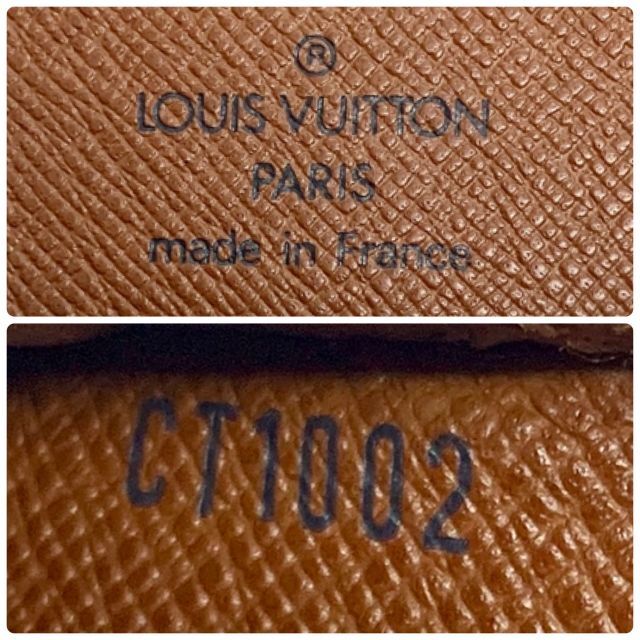 ®
LOUIS VUITTON
PARIS
made in France
CT1002